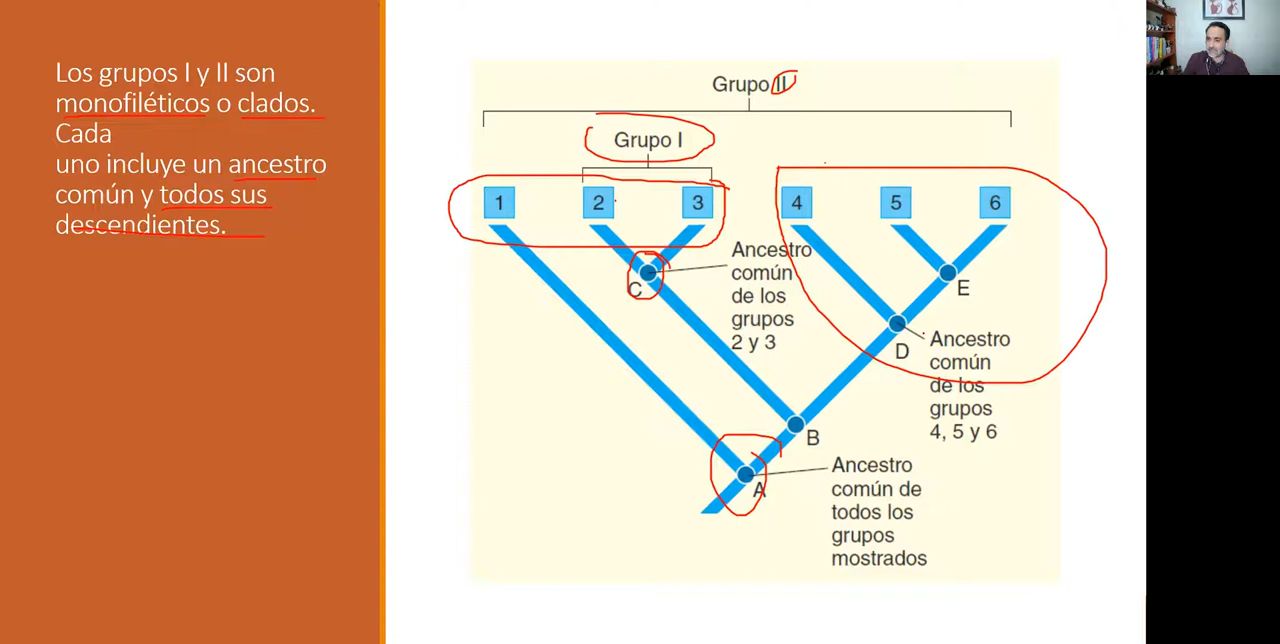 Los grupos I y II son
monofiléticos o clados.
Cada
uno incluye un ancestro
común y todos sus
descendientes.
Grupo II
Grupo I
1
2
3
4
5
6
Ancestro
común
de los
grupos
2 y 3
C
E
D
Ancestro
común
de los
grupos
4, 5 y 6
B
A
Ancestro
común de
todos los
grupos
mostrados